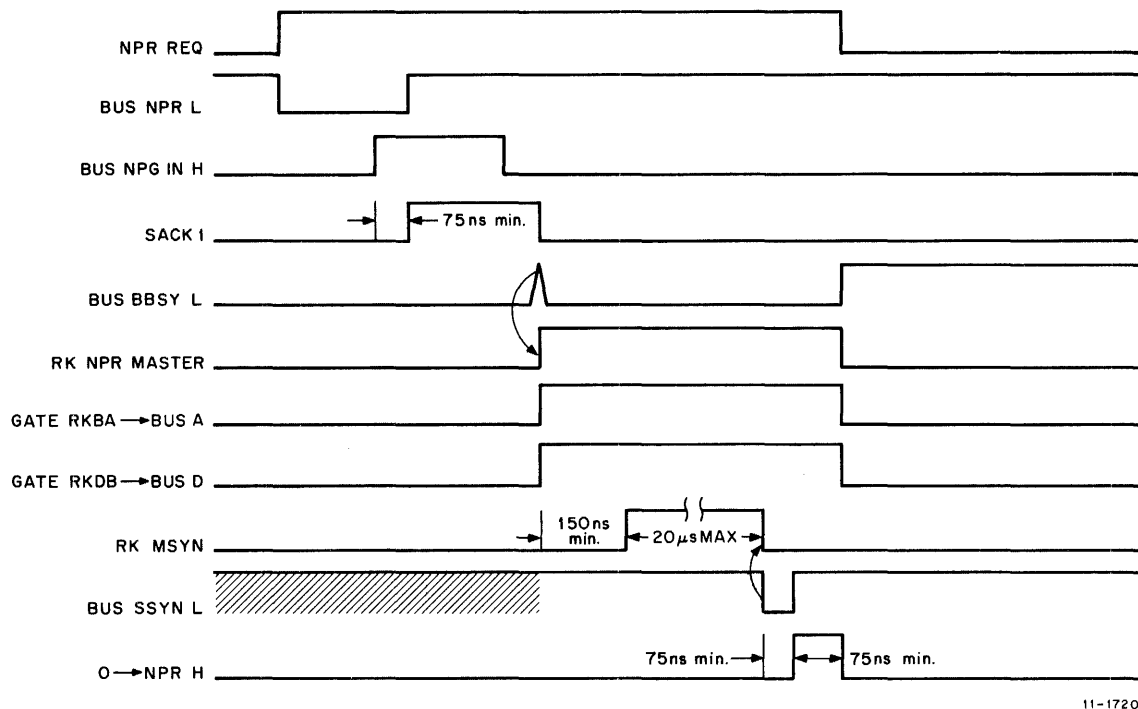 NPR REQ
BUS NPR L
BUS NPG IN H
75ns min.
SACK 1
BUS BBSY L
RK NPR MASTER
GATE RKBA → BUS A
GATE RKDB → BUS D
150ns
min.
20μs MAX
RK MSYN
BUS SSYN L
75ns min.
75ns min.
0 → NPR H
11-1720